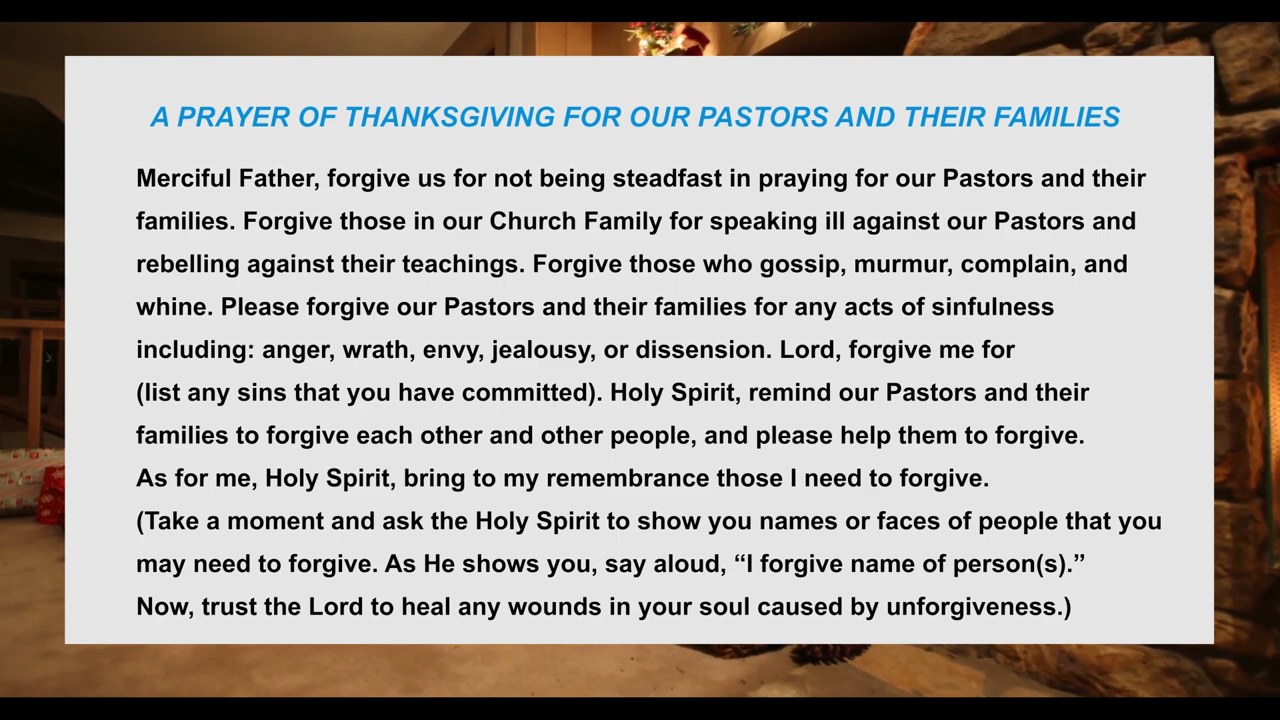 A PRAYER OF THANKSGIVING FOR OUR PASTORS AND THEIR FAMILIES
Merciful Father, forgive us for not being steadfast in praying for our Pastors and their
families. Forgive those in our Church Family for speaking ill against our Pastors and
rebelling against their teachings. Forgive those who gossip, murmur, complain, and
whine. Please forgive our Pastors and their families for any acts of sinfulness
including: anger, wrath, envy, jealousy, or dissension. Lord, forgive me for
(list any sins that you have committed). Holy Spirit, remind our Pastors and their
families to forgive each other and other people, and please help them to forgive.
As for me, Holy Spirit, bring to my remembrance those I need to forgive.
(Take a moment and ask the Holy Spirit to show you names or faces of people that you
may need to forgive. As He shows you, say aloud, “I forgive name of person(s).”
Now, trust the Lord to heal any wounds in your soul caused by unforgiveness.)